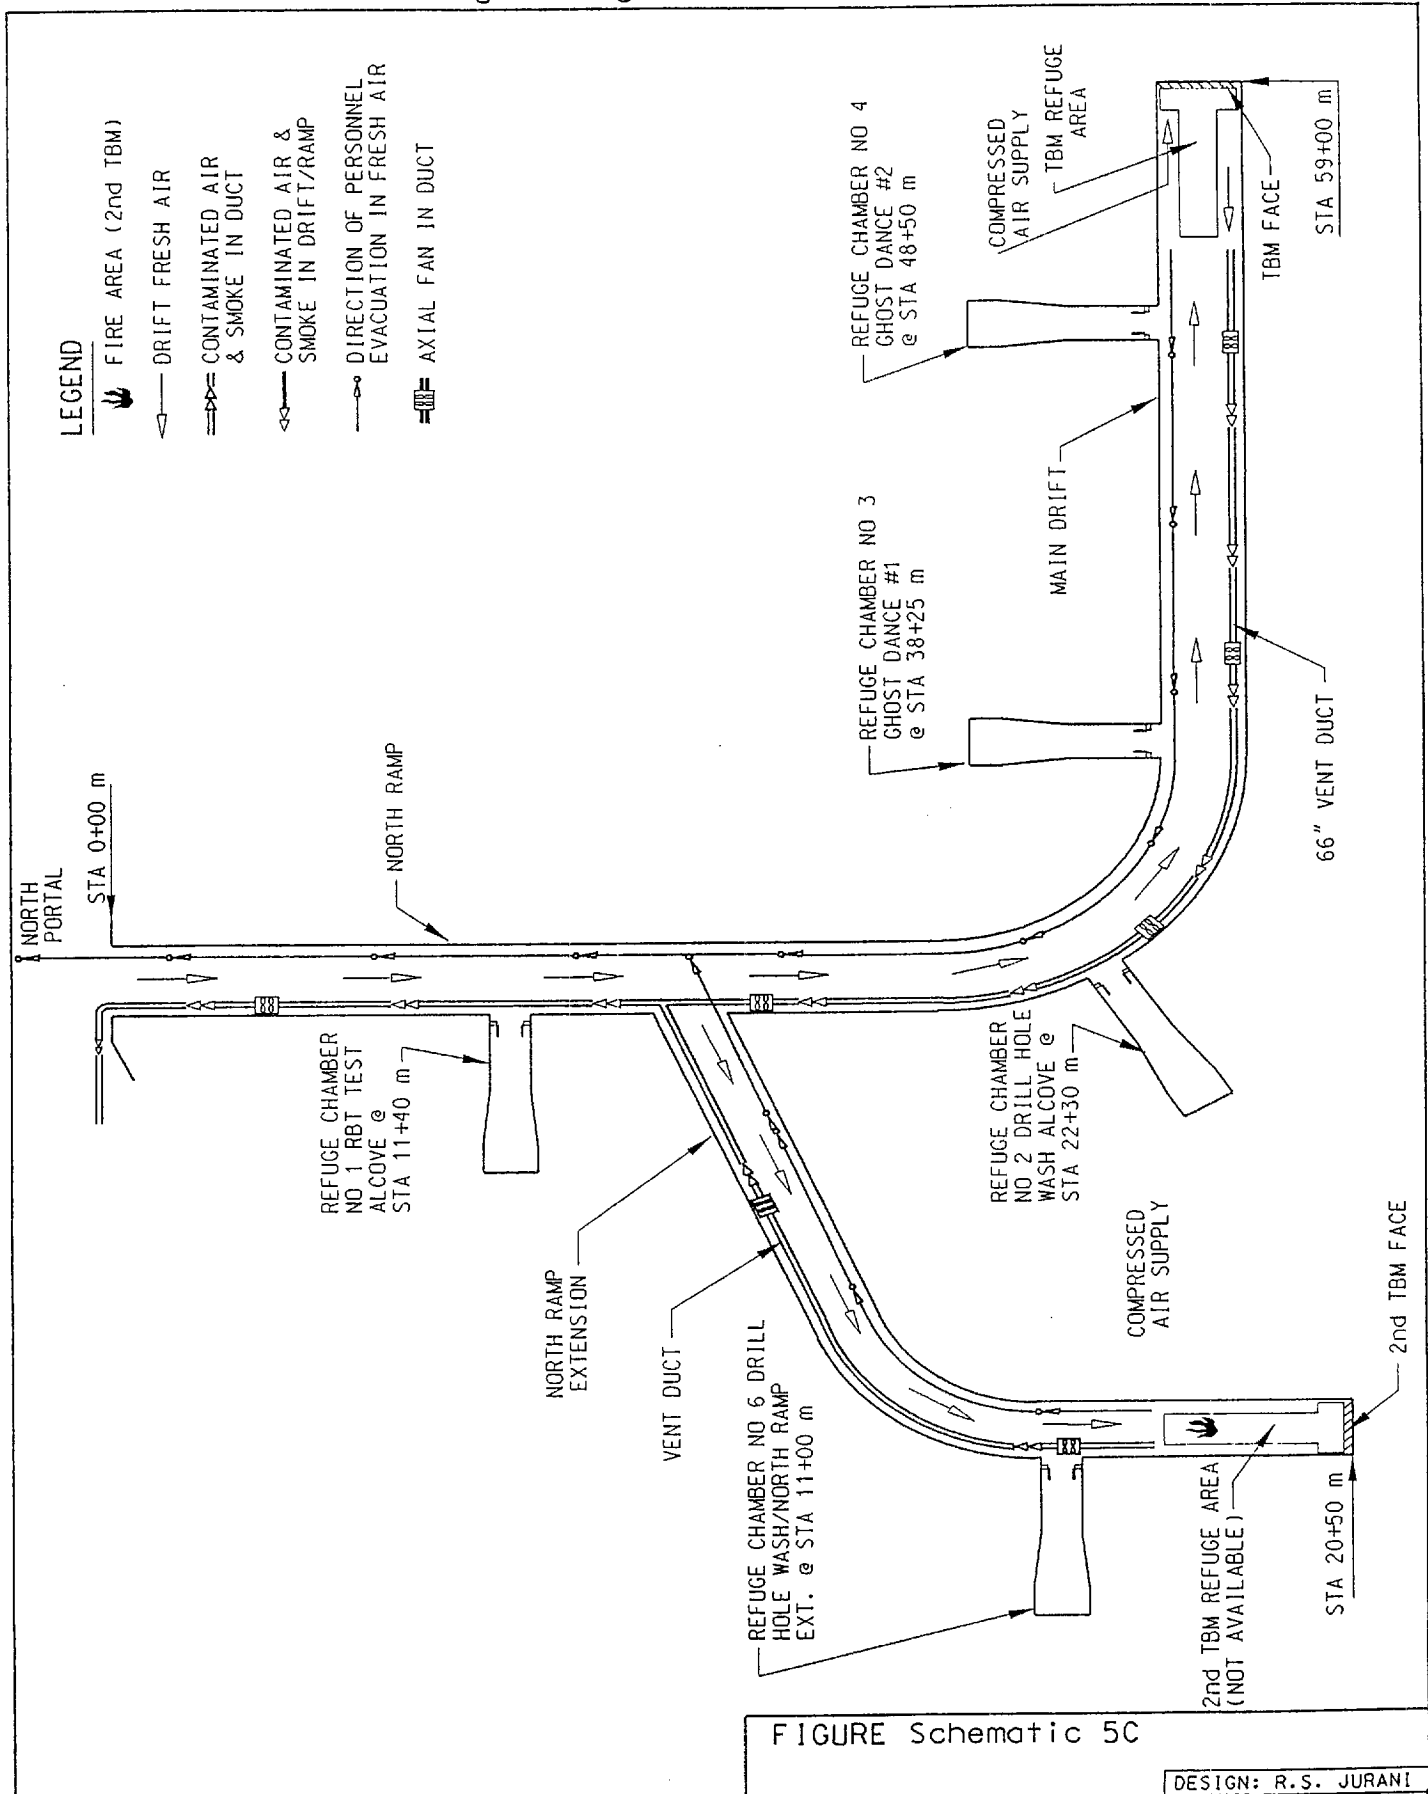 LEGEND
FIRE AREA (2nd TBM)
DRIFT FRESH AIR
CONTAMINATED AIR
& SMOKE IN DUCT
CONTAMINATED AIR &
SMOKE IN DRIFT/RAMP
DIRECTION OF PERSONNEL
EVACUATION IN FRESH AIR
AXIAL FAN IN DUCT
NORTH
PORTAL
STA 0+00 m
NORTH RAMP
REFUGE CHAMBER
NO 1 RBT TEST
ALCOVE @
STA 11+40 m
REFUGE CHAMBER NO 3
GHOST DANCE #1
@ STA 38+25 m
REFUGE CHAMBER NO 4
GHOST DANCE #2
@ STA 48+50 m
COMPRESSED
AIR SUPPLY
TBM REFUGE
AREA
MAIN DRIFT
TBM FACE
STA 59+00 m
66" VENT DUCT
REFUGE CHAMBER
NO 2 DRILL HOLE
WASH ALCOVE @
STA 22+30 m
NORTH RAMP
EXTENSION
VENT DUCT
COMPRESSED
AIR SUPPLY
REFUGE CHAMBER NO 6 DRILL
HOLE WASH/NORTH RAMP
EXT. @ STA 11+00 m
2nd TBM FACE
2nd TBM REFUGE AREA
(NOT AVAILABLE)
STA 20+50 m
FIGURE Schematic 5C
DESIGN: R.S. JURANI